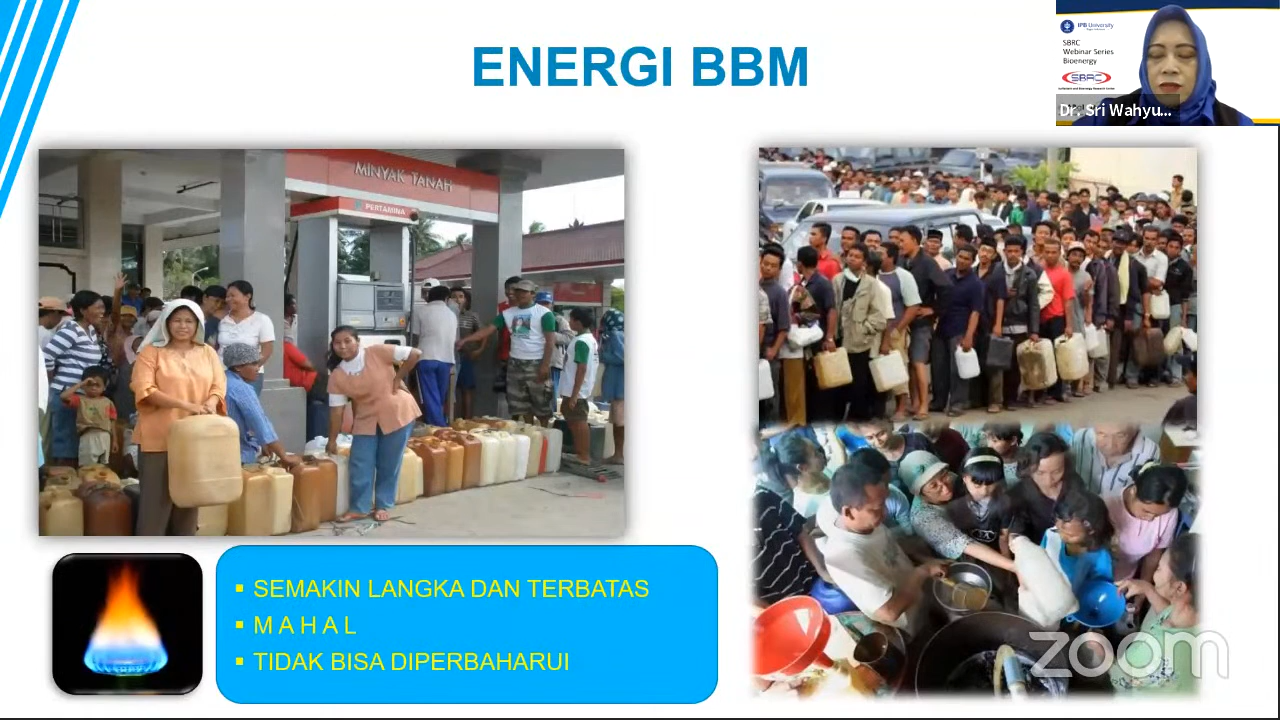 ENERGI BBM
IPB University
SBRC
Webinar Series
Bioenergy
SBRC
Dr. Sri Wahyu...
MINYAK TANAH
PERTAMINA
▪ SEMAKIN LANGKA DAN TERBATAS
▪ M A H A L
▪ TIDAK BISA DIPERBAHARUI
zoom